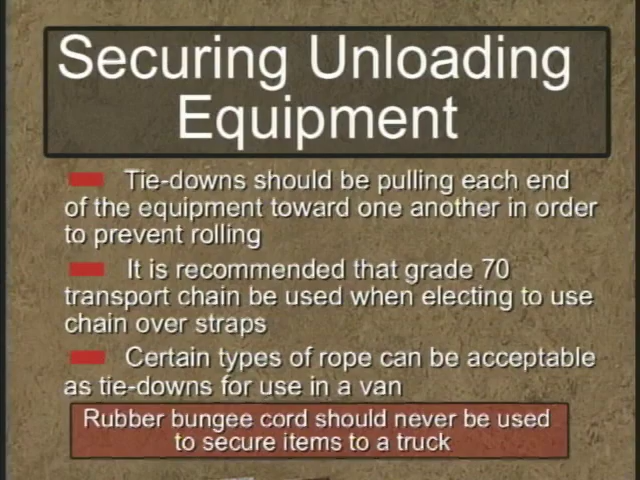 Securing Unloading
Equipment
Tie-downs should be pulling each end
of the equipment toward one another in order
to prevent rolling
It is recommended that grade 70
transport chain be used when electing to use
chain over straps
Certain types of rope can be acceptable
as tie-downs for use in a van
Rubber bungee cord should never be used
to secure items to a truck